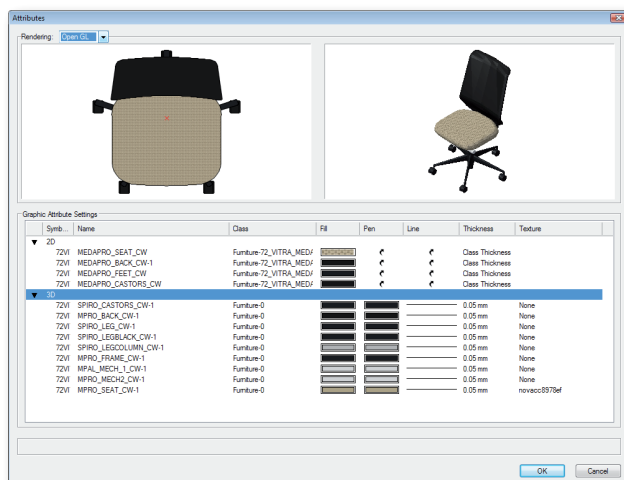 Attributes
Rendering: Open GL
Graphic Attribute Settings
Symb... Name Class Fill Pen Line Thickness Texture
2D
72VI MEDAPRO_SEAT_CW Furniture-72_VITRA_MEDA Class Thickness
72VI MEDAPRO_BACK_CW-1 Furniture-72_VITRA_MEDA Class Thickness
72VI MEDAPRO_FEET_CW Furniture-72_VITRA_MEDA Class Thickness
72VI MEDAPRO_CASTORS_CW Furniture-72_VITRA_MEDA Class Thickness
3D
72VI SPIRO_CASTORS_CW-1 Furniture-0 0.05 mm None
72VI MPRO_BACK_CW-1 Furniture-0 0.05 mm None
72VI SPIRO_LEG_CW-1 Furniture-0 0.05 mm None
72VI SPIRO_LEGBLACK_CW-1 Furniture-0 0.05 mm None
72VI SPIRO_LEGCOLUMN_CW-1 Furniture-0 0.05 mm None
72VI MPRO_FRAME_CW-1 Furniture-0 0.05 mm None
72VI MPAL_MECH_1_CW-1 Furniture-0 0.05 mm None
72VI MPRO_MECH2_CW-1 Furniture-0 0.05 mm None
72VI MPRO_SEAT_CW-1 Furniture-0 0.05 mm novacc8978ef
OK Cancel